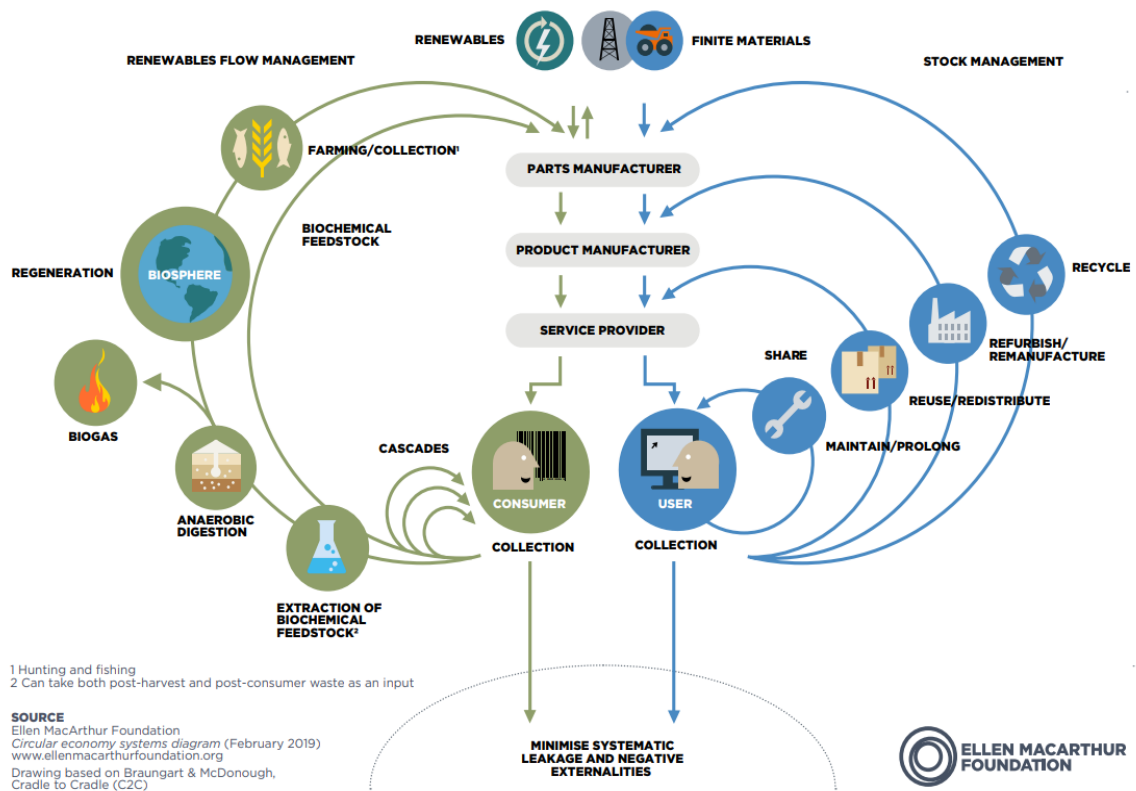 RENEWABLES
FINITE MATERIALS
RENEWABLES FLOW MANAGEMENT
STOCK MANAGEMENT
FARMING/COLLECTION¹
PARTS MANUFACTURER
BIOCHEMICAL
FEEDSTOCK
PRODUCT MANUFACTURER
REGENERATION
BIOSPHERE
RECYCLE
SERVICE PROVIDER
SHARE
REFURBISH/
REMANUFACTURE
REUSE/REDISTRIBUTE
BIOGAS
CASCADES
MAINTAIN/PROLONG
CONSUMER
USER
ANAEROBIC
DIGESTION
COLLECTION
COLLECTION
EXTRACTION OF
BIOCHEMICAL
FEEDSTOCK²
1 Hunting and fishing
2 Can take both post-harvest and post-consumer waste as an input
SOURCE
Ellen MacArthur Foundation
Circular economy systems diagram (February 2019)
www.ellenmacarthurfoundation.org
Drawing based on Braungart & McDonough,
Cradle to Cradle (C2C)
MINIMISE SYSTEMATIC
LEAKAGE AND NEGATIVE
EXTERNALITIES
ELLEN MACARTHUR
FOUNDATION